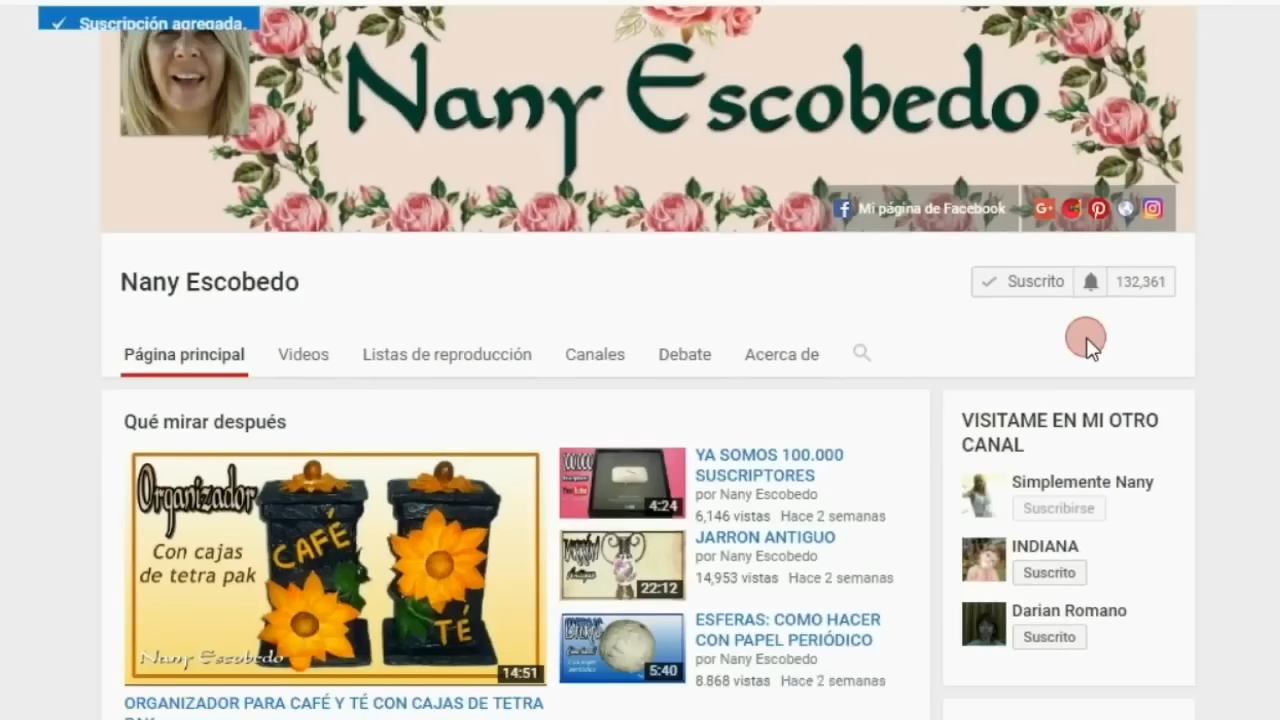 Suscripción agregada.
Nany Escobedo
Mi página de Facebook
Nany Escobedo
Suscrito
132,361
Página principal
Videos
Listas de reproducción
Canales
Debate
Acerca de
Qué mirar después
Organizador
Con cajas
de tetra pak
CAFÉ
TÉ
Nany Escobedo
14:51
ORGANIZADOR PARA CAFÉ Y TÉ CON CAJAS DE TETRA
PAK
4:24
YA SOMOS 100.000
SUSCRIPTORES
por Nany Escobedo
6,146 vistas Hace 2 semanas
22:12
JARRON ANTIGUO
por Nany Escobedo
14,953 vistas Hace 2 semanas
5:40
ESFERAS: COMO HACER
CON PAPEL PERIÓDICO
por Nany Escobedo
8,868 vistas Hace 2 semanas
VISITAME EN MI OTRO
CANAL
Simplemente Nany
Suscribirse
INDIANA
Suscrito
Darian Romano
Suscrito